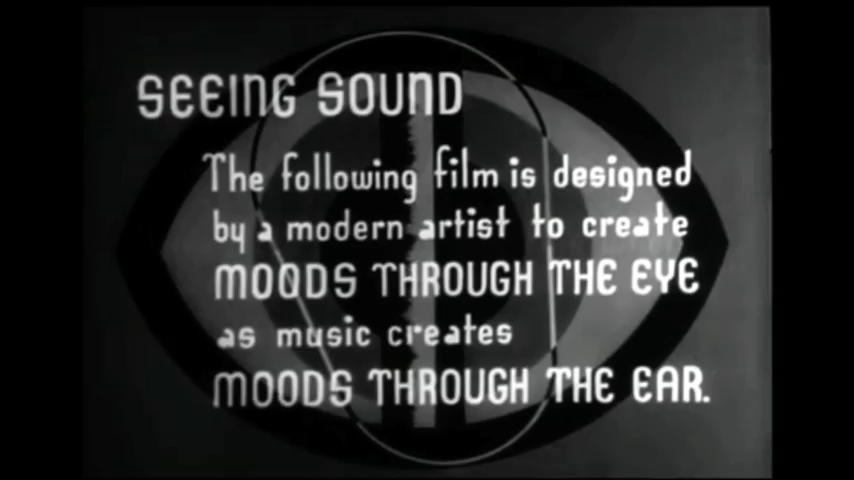 SEEING SOUND
The following film is designed
by a modern artist to create
MOODS THROUGH THE EYE
as music creates
MOODS THROUGH THE EAR.